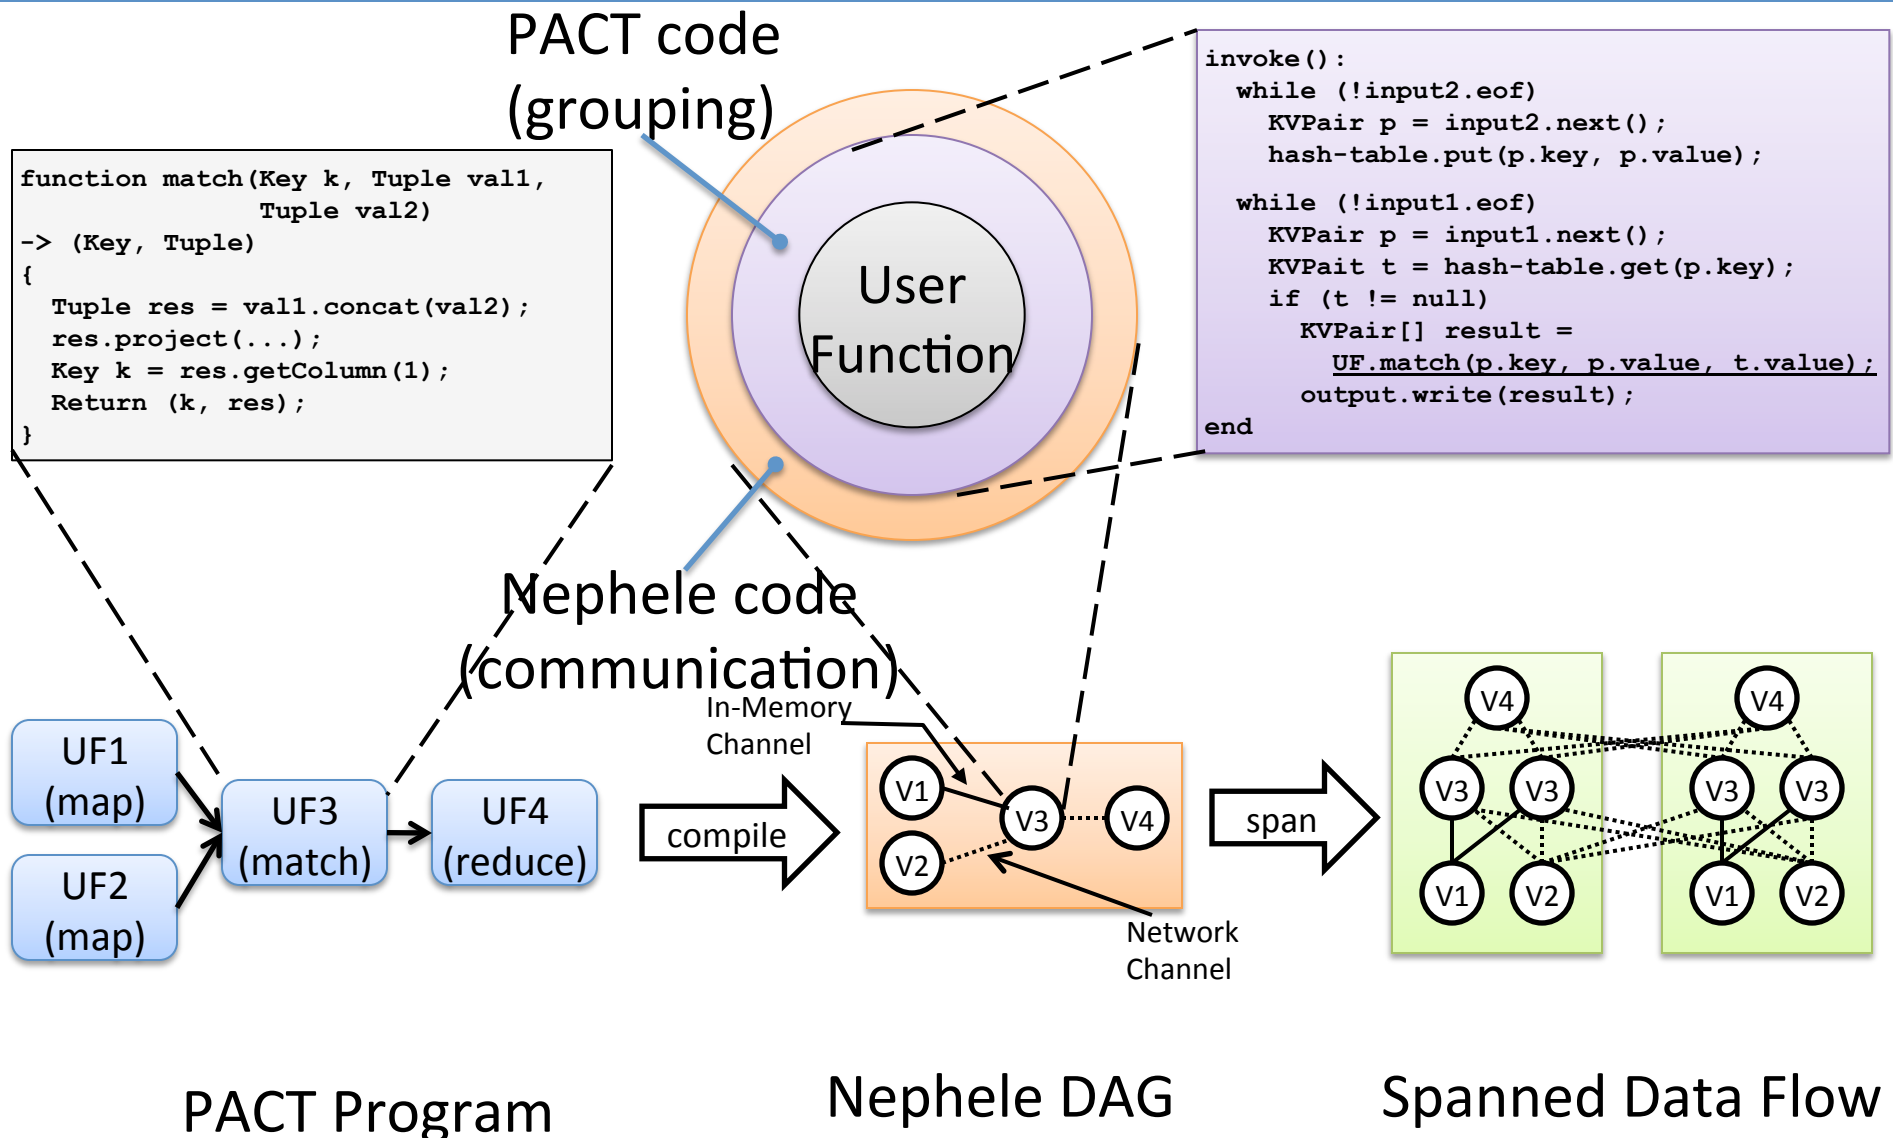 PACT code
(grouping)
function match(Key k, Tuple val1,
Tuple val2)
-> (Key, Tuple)
{
Tuple res = val1.concat(val2);
res.project(...);
Key k = res.getColumn(1);
Return (k, res);
}
User
Function
invoke():
while (!input2.eof)
KVPair p = input2.next();
hash-table.put(p.key, p.value);
while (!input1.eof)
KVPair p = input1.next();
KVPait t = hash-table.get(p.key);
if (t != null)
KVPair[] result =
UF.match(p.key, p.value, t.value);
output.write(result);
end
Nephele code
(communication)
UF1
(map)
UF2
(map)
UF3
(match)
UF4
(reduce)
compile
In-Memory
Channel
V1
V2
V3
V4
Network
Channel
span
V4
V3
V3
V1
V2
V4
V3
V3
V1
V2
PACT Program
Nephele DAG
Spanned Data Flow